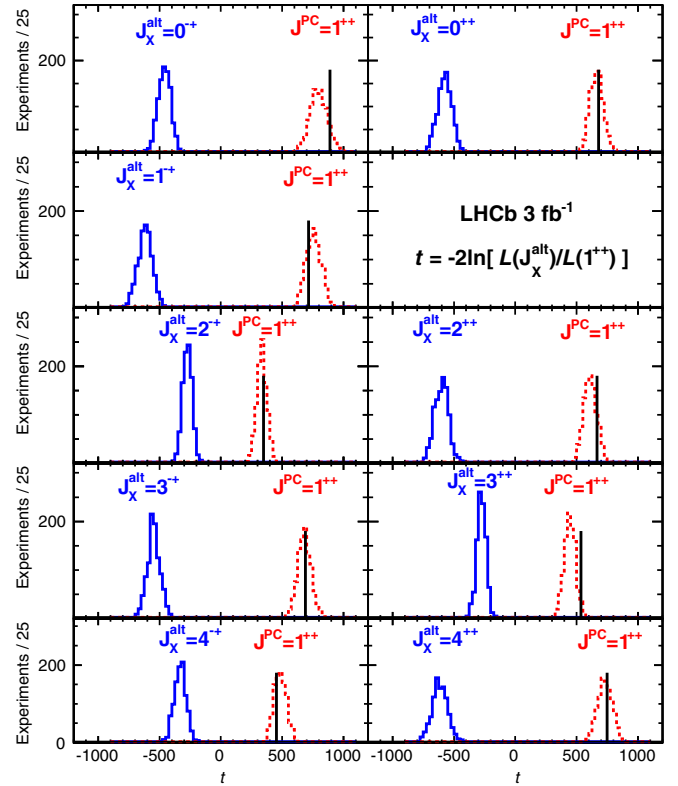 Experiments / 25
200
J_X^alt=0^-+
J^PC=1^++
J_X^alt=0^++
J^PC=1^++
Experiments / 25
200
J_X^alt=1^-+
J^PC=1^++
LHCb 3 fb^-1
t = -2ln[ L(J_X^alt)/L(1^++) ]
Experiments / 25
200
J_X^alt=2^-+
J^PC=1^++
J_X^alt=2^++
J^PC=1^++
Experiments / 25
200
J_X^alt=3^-+
J^PC=1^++
J_X^alt=3^++
J^PC=1^++
Experiments / 25
200
0
J_X^alt=4^-+
J^PC=1^++
J_X^alt=4^++
J^PC=1^++
-1000 -500 0 500 1000 -1000 -500 0 500 1000
t t